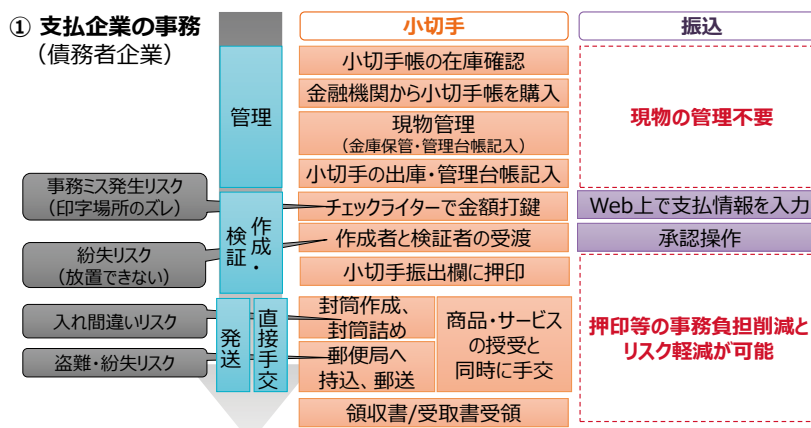 ① 支払企業の事務
（債務者企業）
小切手
振込
管理
小切手帳の在庫確認
金融機関から小切手帳を購入
現物管理
（金庫保管・管理台帳記入）
小切手の出庫・管理台帳記入
現物の管理不要
事務ミス発生リスク
（印字場所のズレ）
紛失リスク
（放置できない）
作成・
検証
チェックライターで金額打鍵
作成者と検証者の受渡
小切手振出欄に押印
Web上で支払情報を入力
承認操作
入れ間違いリスク
盗難・紛失リスク
発送
直接手交
封筒作成、
封筒詰め
郵便局へ
持込、郵送
商品・サービス
の授受と
同時に手交
領収書/受取書受領
押印等の事務負担削減と
リスク軽減が可能